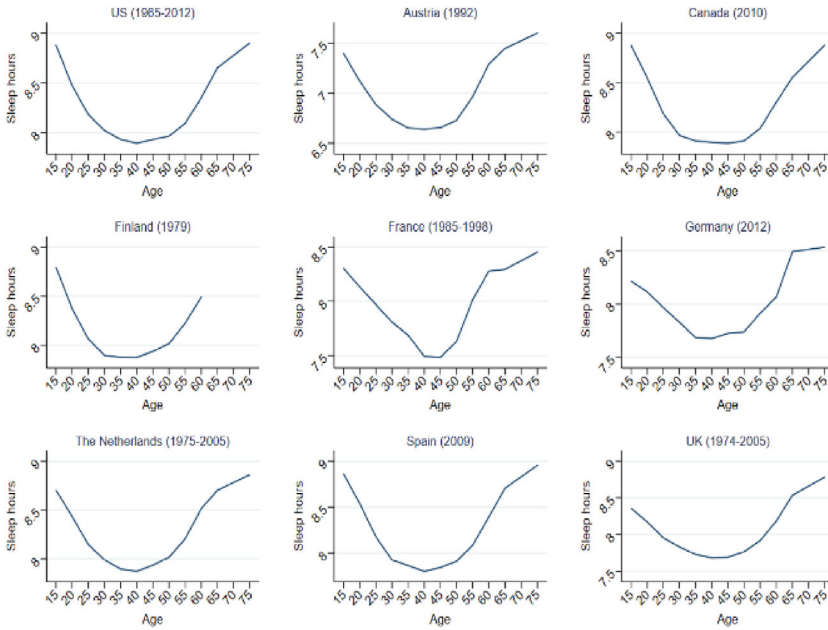 US (1965-2012)
9
8.5
8
Sleep hours
15 20 25 30 35 40 45 50 55 60 65 70 75
Age
Austria (1992)
7.5
7
6.5
Sleep hours
15 20 25 30 35 40 45 50 55 60 65 70 75
Age
Canada (2010)
9
8.5
8
Sleep hours
15 20 25 30 35 40 45 50 55 60 65 70 75
Age
Finland (1979)
9
8.5
8
Sleep hours
15 20 25 30 35 40 45 50 55 60 65 70 75
Age
France (1985-1998)
8.5
8
7.5
Sleep hours
15 20 25 30 35 40 45 50 55 60 65 70 75
Age
Germany (2012)
8.5
8
7.5
Sleep hours
15 20 25 30 35 40 45 50 55 60 65 70 75
Age
The Netherlands (1975-2005)
9
8.5
8
Sleep hours
15 20 25 30 35 40 45 50 55 60 65 70 75
Age
Spain (2009)
9
8.5
8
Sleep hours
15 20 25 30 35 40 45 50 55 60 65 70 75
Age
UK (1974-2005)
9
8.5
8
7.5
Sleep hours
15 20 25 30 35 40 45 50 55 60 65 70 75
Age